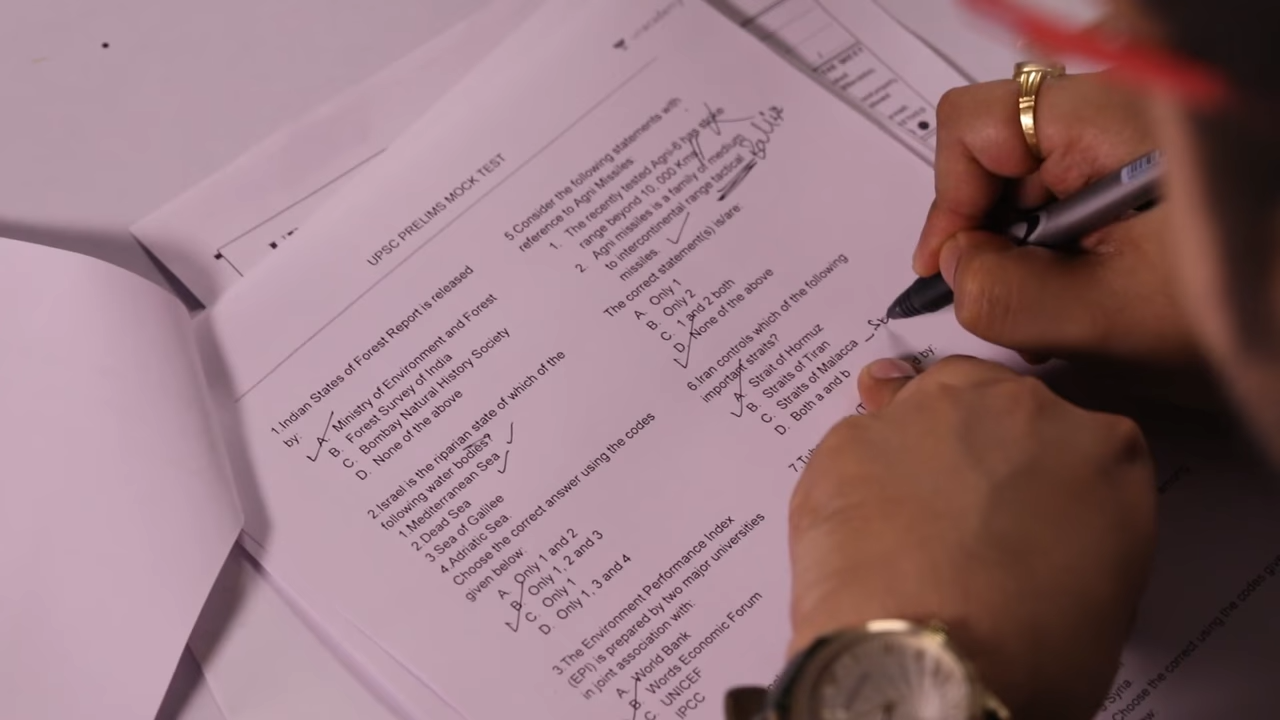 UPSC PRELIMS MOCK TEST
1.Indian States of Forest Report is released
by:
A. Ministry of Environment and Forest
B. Forest Survey of India
C. Bombay Natural History Society
D. None of the above
2.Israel is the riparian state of which of the
following water bodies?
1.Mediterranean Sea
2.Dead Sea
3.Sea of Galilee
4.Adriatic Sea.
Choose the correct answer using the codes
given below:
A. Only 1 and 2
B. Only 1, 2 and 3
C. Only 1
D. Only 1, 3 and 4
3.The Environment Performance Index
(EPI) is prepared by two major universities
in joint association with:
A. World Bank
B. Words Economic Forum
C. UNICEF
IPCC
5.Consider the following statements with
reference to Agni Missiles:
1. The recently tested Agni-6 has
range beyond 10, 000 Km
2. Agni missiles is a family of medium
to intercontinental range tactical
missiles.
The correct statement(s) is/are:
A. Only 1
B. Only 2
C. 1 and 2 both
D. None of the above
6.Iran controls which of the following
important straits?
A. Strait of Hormuz
B. Straits of Tiran
C. Straits of Malacca
D. Both a and b
by:
Syria.
Choose the correct using the codes